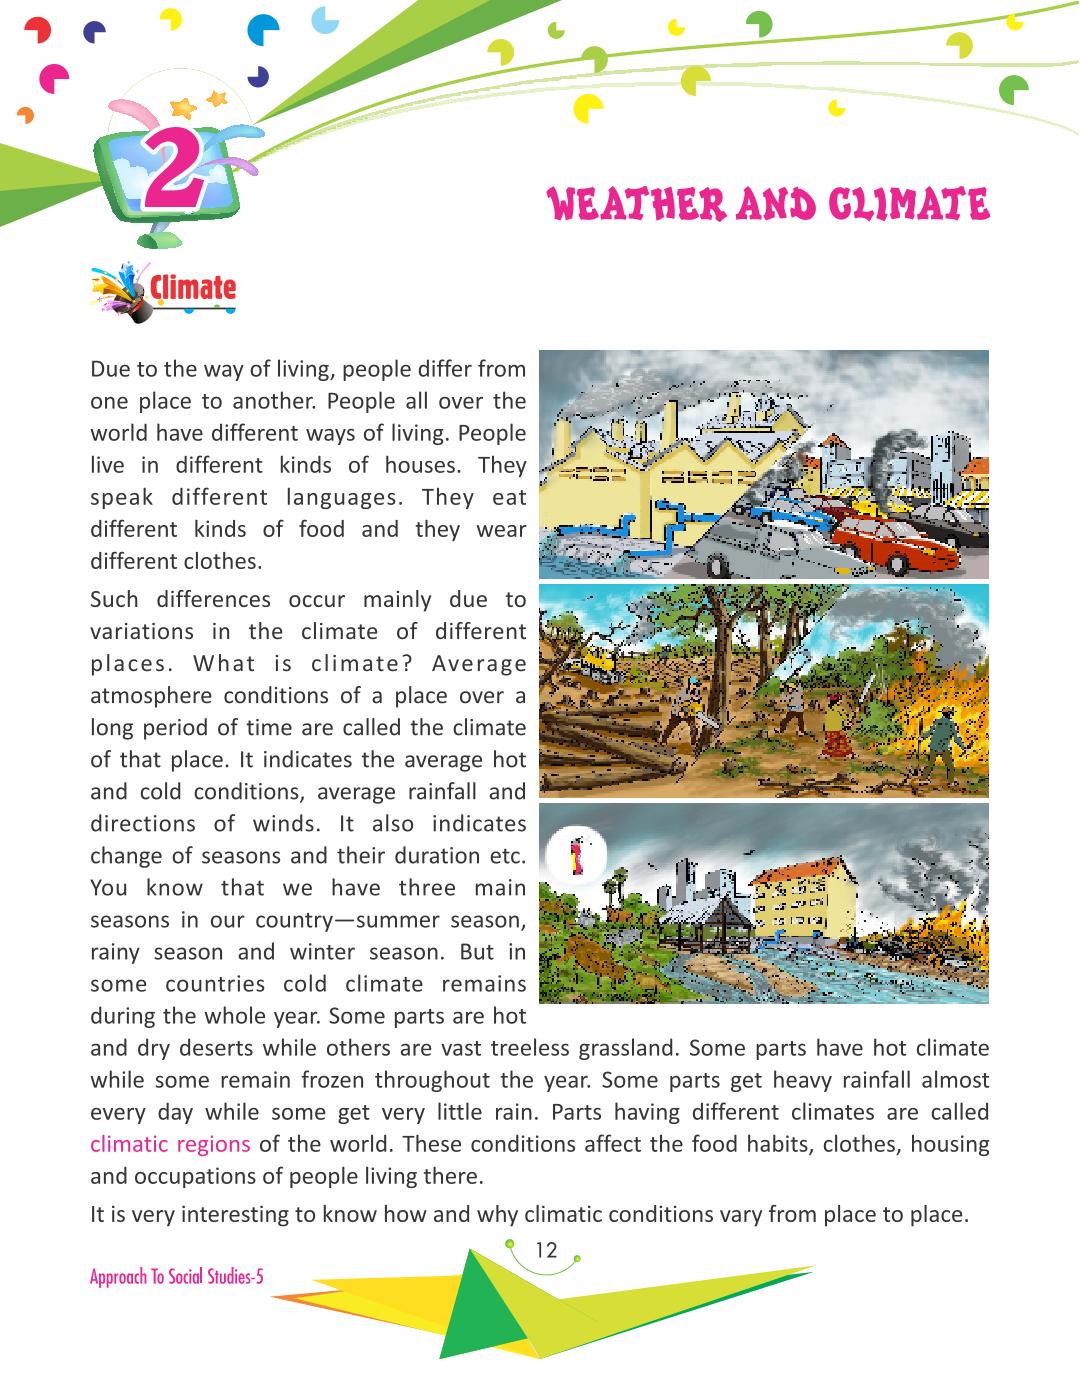 2
WEATHER AND CLIMATE
Climate
Due to the way of living, people differ from
one place to another. People all over the
world have different ways of living. People
live in different kinds of houses. They
speak different languages. They eat
different kinds of food and they wear
different clothes.
Such differences occur mainly due to
variations in the climate of different
places. What is climate? Average
atmosphere conditions of a place over a
long period of time are called the climate
of that place. It indicates the average hot
and cold conditions, average rainfall and
directions of winds. It also indicates
change of seasons and their duration etc.
You know that we have three main
seasons in our country—summer season,
rainy season and winter season. But in
some countries cold climate remains
during the whole year. Some parts are hot
and dry deserts while others are vast treeless grassland. Some parts have hot climate
while some remain frozen throughout the year. Some parts get heavy rainfall almost
every day while some get very little rain. Parts having different climates are called
climatic regions of the world. These conditions affect the food habits, clothes, housing
and occupations of people living there.
It is very interesting to know how and why climatic conditions vary from place to place.
12
Approach To Social Studies-5